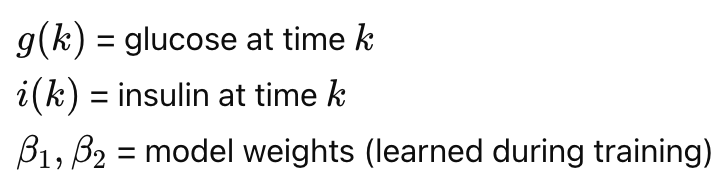 g(k) = glucose at time k
i(k) = insulin at time k
β₁, β₂ = model weights (learned during training)